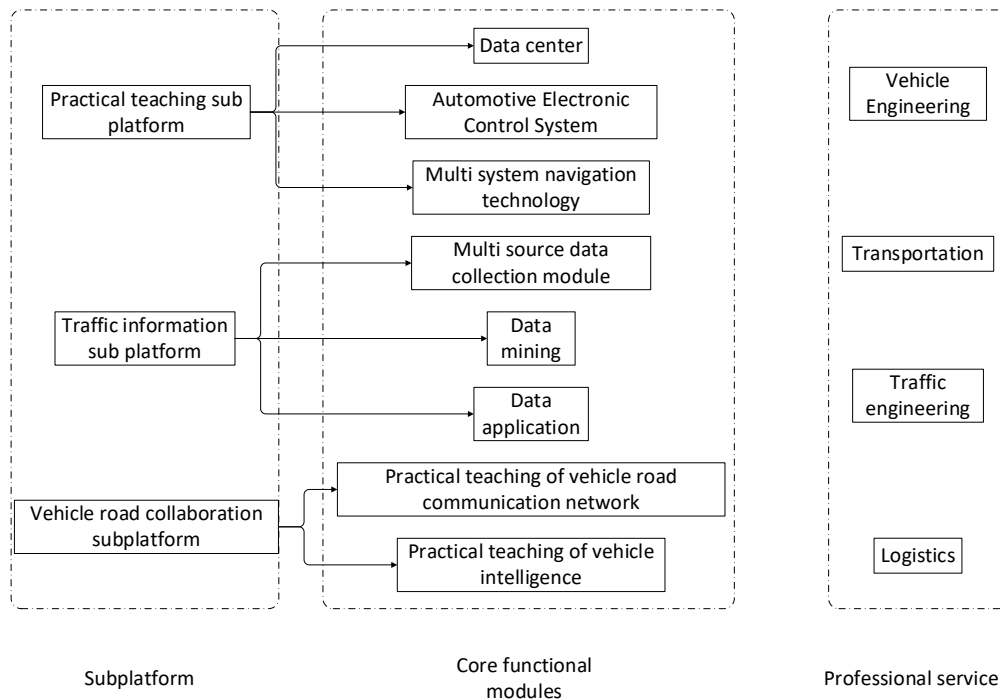 Data center
Practical teaching sub
platform
Automotive Electronic
Control System
Multi system navigation
technology
Multi source data
collection module
Traffic information
sub platform
Data
mining
Data
application
Vehicle road collaboration
subplatform
Practical teaching of vehicle road
communication network
Practical teaching of vehicle
intelligence
Vehicle
Engineering
Transportation
Traffic
engineering
Logistics
Subplatform
Core functional
modules
Professional service